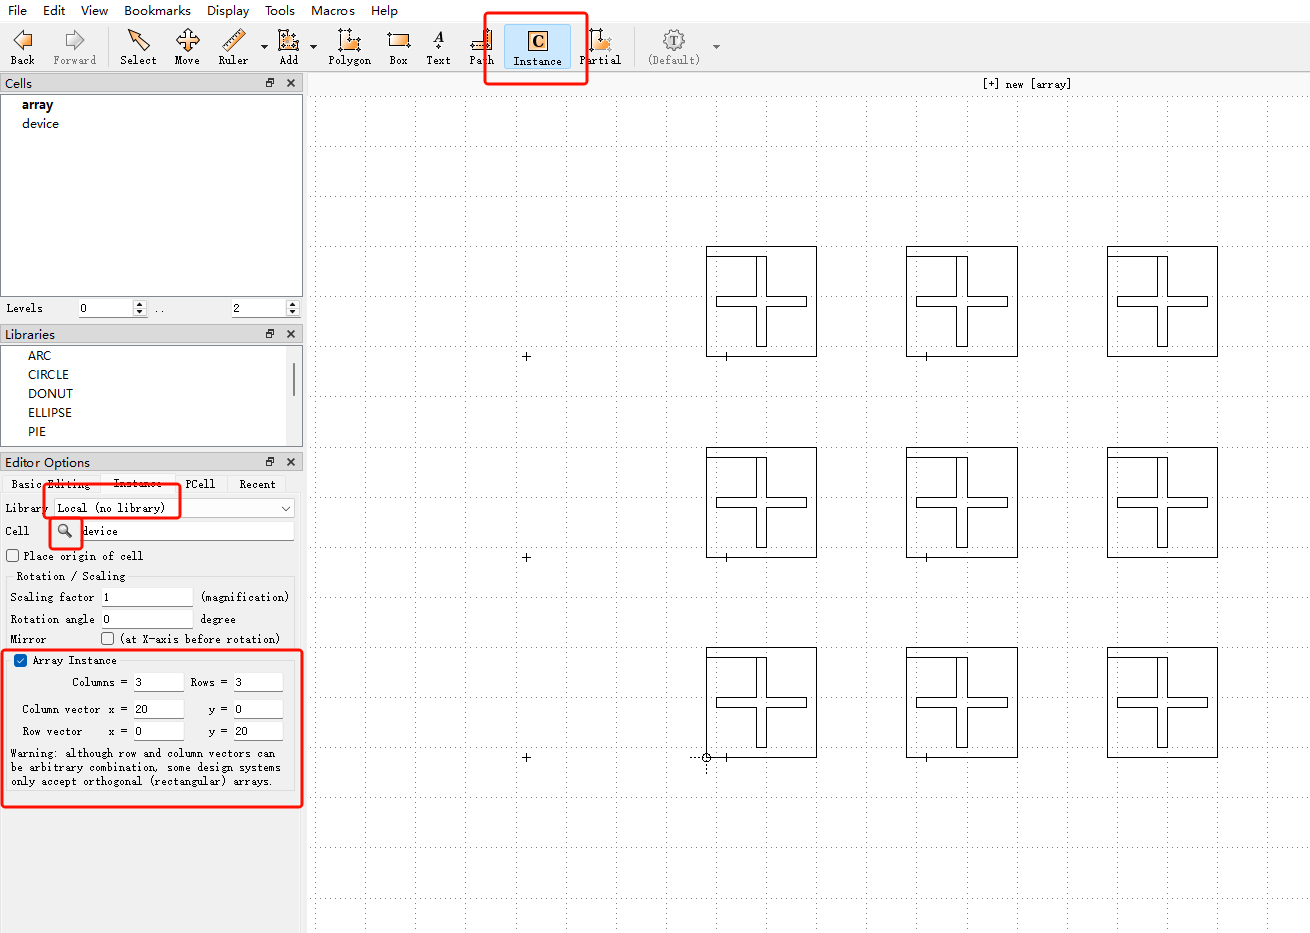 File Edit View Bookmarks Display Tools Macros Help
Back Forward Select Move Ruler Add Polygon Box Text Path C Instance Partial T (Default)
Cells
[+] new [array]
array
device
Levels 0 .. 2
Libraries
ARC
CIRCLE
DONUT
ELLIPSE
PIE
Editor Options
Basic Editing Instance PCell Recent
Library Local (no library)
Cell device
Place origin of cell
Rotation / Scaling
Scaling factor 1 (magnification)
Rotation angle 0 degree
Mirror (at X-axis before rotation)
Array Instance
Columns = 3 Rows = 3
Column vector x = 20 y = 0
Row vector x = 0 y = 20
Warning: although row and column vectors can
be arbitrary combination, some design systems
only accept orthogonal (rectangular) arrays.